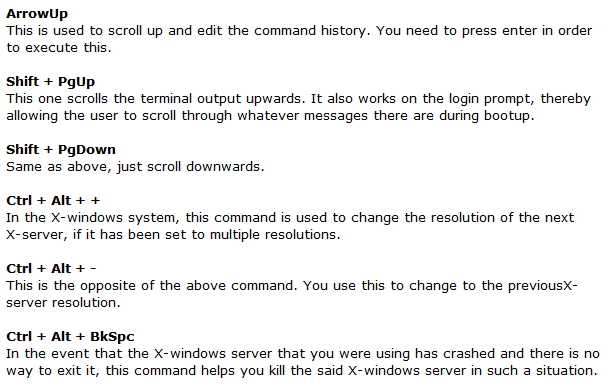 ArrowUp
This is used to scroll up and edit the command history. You need to press enter in order
to execute this.
Shift + PgUp
This one scrolls the terminal output upwards. It also works on the login prompt, thereby
allowing the user to scroll through whatever messages there are during bootup.
Shift + PgDown
Same as above, just scroll downwards.
Ctrl + Alt + +
In the X-windows system, this command is used to change the resolution of the next
X-server, if it has been set to multiple resolutions.
Ctrl + Alt + -
This is the opposite of the above command. You use this to change to the previousX-
server resolution.
Ctrl + Alt + BkSpc
In the event that the X-windows server that you were using has crashed and there is no
way to exit it, this command helps you kill the said X-windows server in such a situation.